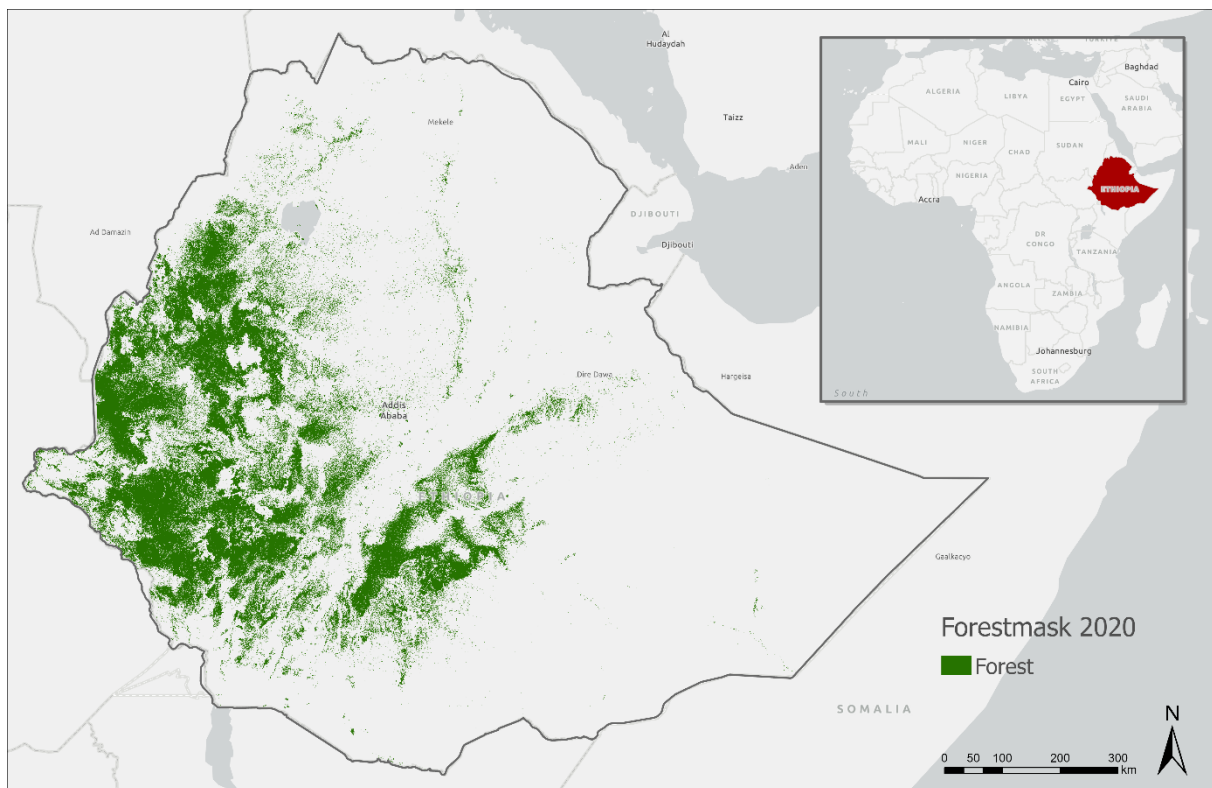 Al
Hudaydah
Mekele
Taizz
Aden
DJIBOUTI
Djibouti
Ad Damazin
Dire Dawa
Hargeisa
Addis
Ababa
ETHIOPIA
Gaalkacyo
SOMALIA
Baghdad
Cairo
ALGERIA
LIBYA
EGYPT
SAUDI
ARABIA
MALI
NIGER
CHAD
SUDAN
NIGERIA
ETHIOPIA
Accra
DR
CONGO
TANZANIA
ANGOLA
ZAMBIA
NAMIBIA
Johannesburg
SOUTH
AFRICA
South
Forestmask 2020
Forest
N
0 50 100 200 300
km